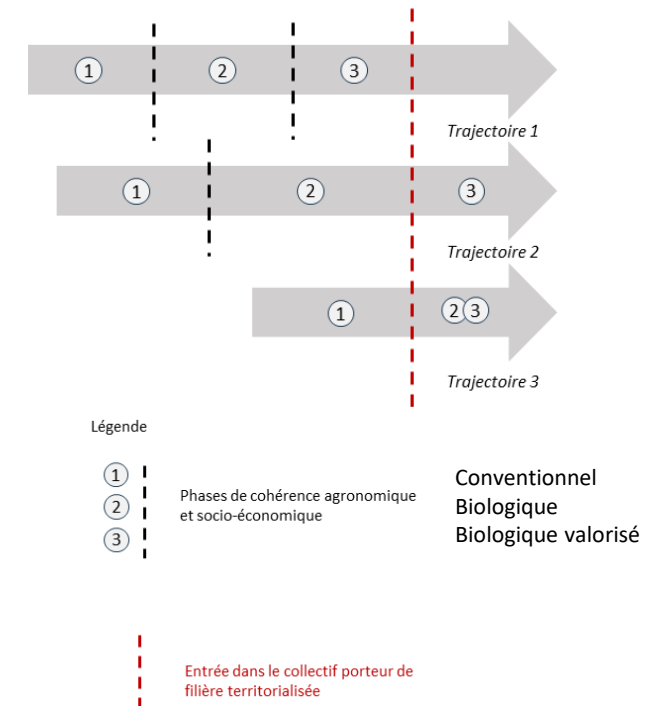 1 2 3
Trajectoire 1
1 2 3
Trajectoire 2
1 2 3
Trajectoire 3
Légende
1
2
3
Phases de cohérence agronomique
et socio-économique
Conventionnel
Biologique
Biologique valorisé
Entrée dans le collectif porteur de
filière territorialisée